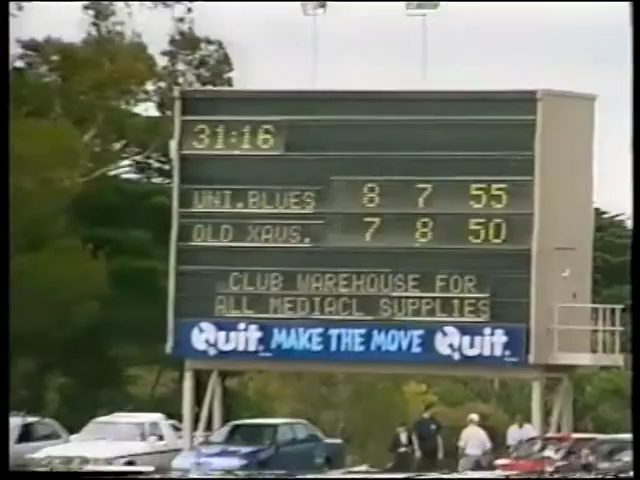 31:16
UNI.BLUES 8 7 55
OLD XAVS. 7 8 50
CLUB WAREHOUSE FOR
ALL MEDIACL SUPPLIES
Quit. MAKE THE MOVE Quit.